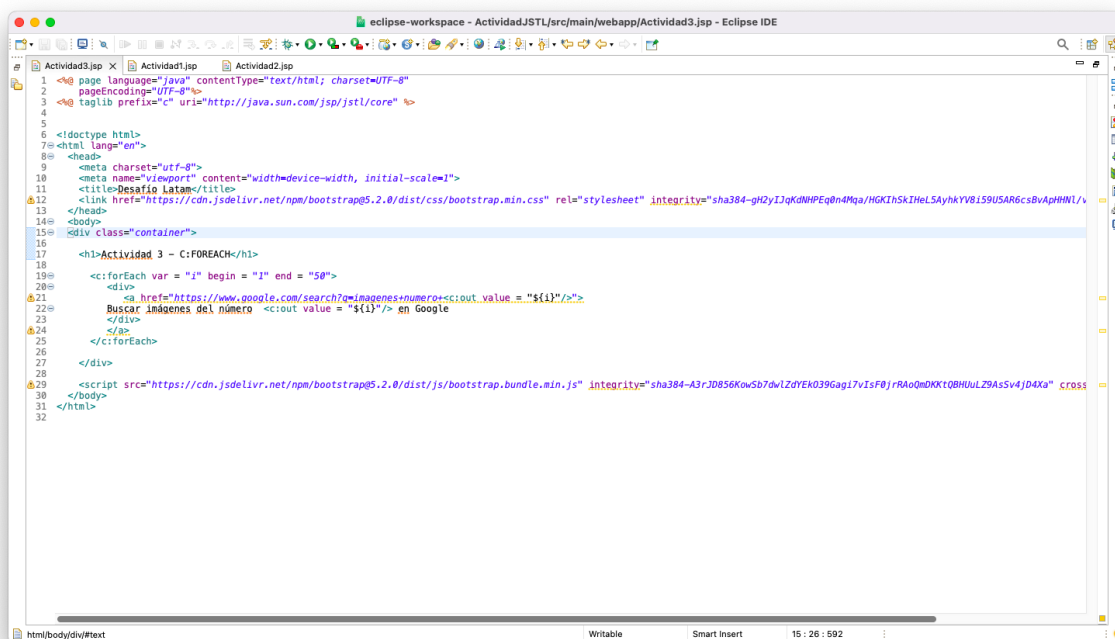 eclipse-workspace - ActividadJSTL/src/main/webapp/Actividad3.jsp - Eclipse IDE
Actividad3.jsp Actividad1.jsp Actividad2.jsp
1 <%@ page language="java" contentType="text/html; charset=UTF-8"
2 pageEncoding="UTF-8"%>
3 <%@ taglib prefix="c" uri="http://java.sun.com/jsp/jstl/core" %>
4
5
6 <!doctype html>
7 <html lang="en">
8 <head>
9 <meta charset="utf-8">
10 <meta name="viewport" content="width=device-width, initial-scale=1">
11 <title>Desafío Latam</title>
12 <link href="https://cdn.jsdelivr.net/npm/bootstrap@5.2.0/dist/css/bootstrap.min.css" rel="stylesheet" integrity="sha384-gH2yIJqKdNHPEq0n4Mqa/HGKIhSkIHeL5AyhkYV8i59U5AR6csBvApHHNl/v
13 </head>
14 <body>
15 <div class="container">
16
17 <h1>Actividad 3 - C:FOREACH</h1>
18
19 <c:forEach var = "i" begin = "1" end = "50">
20 <div>
21 <a href="https://www.google.com/search?q=imagenes+numero+<c:out value = "${i}"/>">
22 Buscar imágenes del número <c:out value = "${i}"/> en Google
23 </div>
24 </a>
25 </c:forEach>
26
27 </div>
28
29 <script src="https://cdn.jsdelivr.net/npm/bootstrap@5.2.0/dist/js/bootstrap.bundle.min.js" integrity="sha384-A3rJD856KowSb7dwlZdYEkO39Gagi7vIsF0jrRAoQmDKKtQBHUuLZ9AsSv4jD4Xa" cross
30 </body>
31 </html>
32
html/body/div/#text Writable Smart Insert 15 : 26 : 592